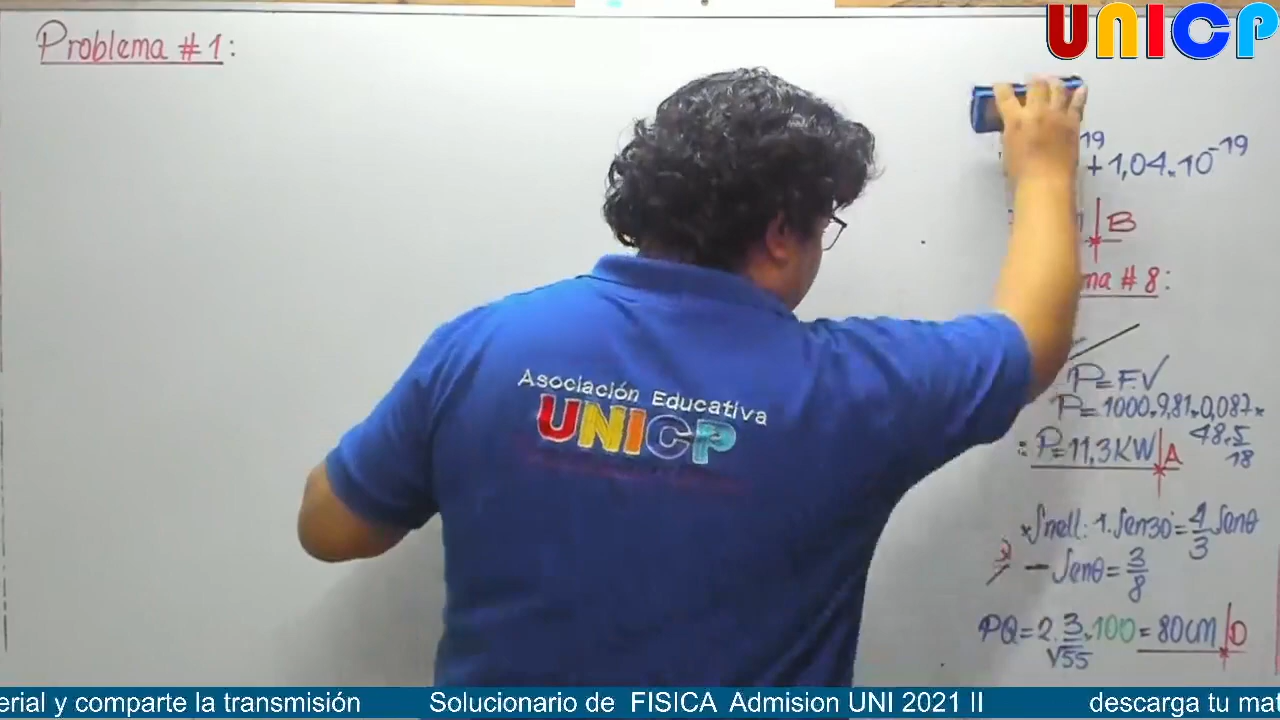 UNICP
Problema # 1:
19 + 1,04.10^-19
B
ma # 8:
P=F.V
P=1000.9,81.0,087×
48.5/18
∴ P=11,3KW A
Asociación Educativa
UNICP
*Snell: 1.Sen30°=4/3 Senθ
Senθ=3/8
PQ=2.3/√55.100=80cm D
erial y comparte la transmisión
Solucionario de FISICA Admision UNI 2021 II
descarga tu mat